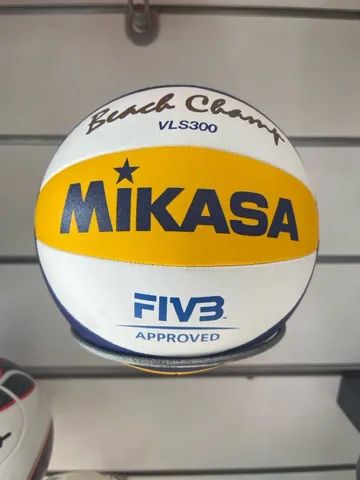 Beach Champ
VLS300
MIKASA
FIVB
APPROVED